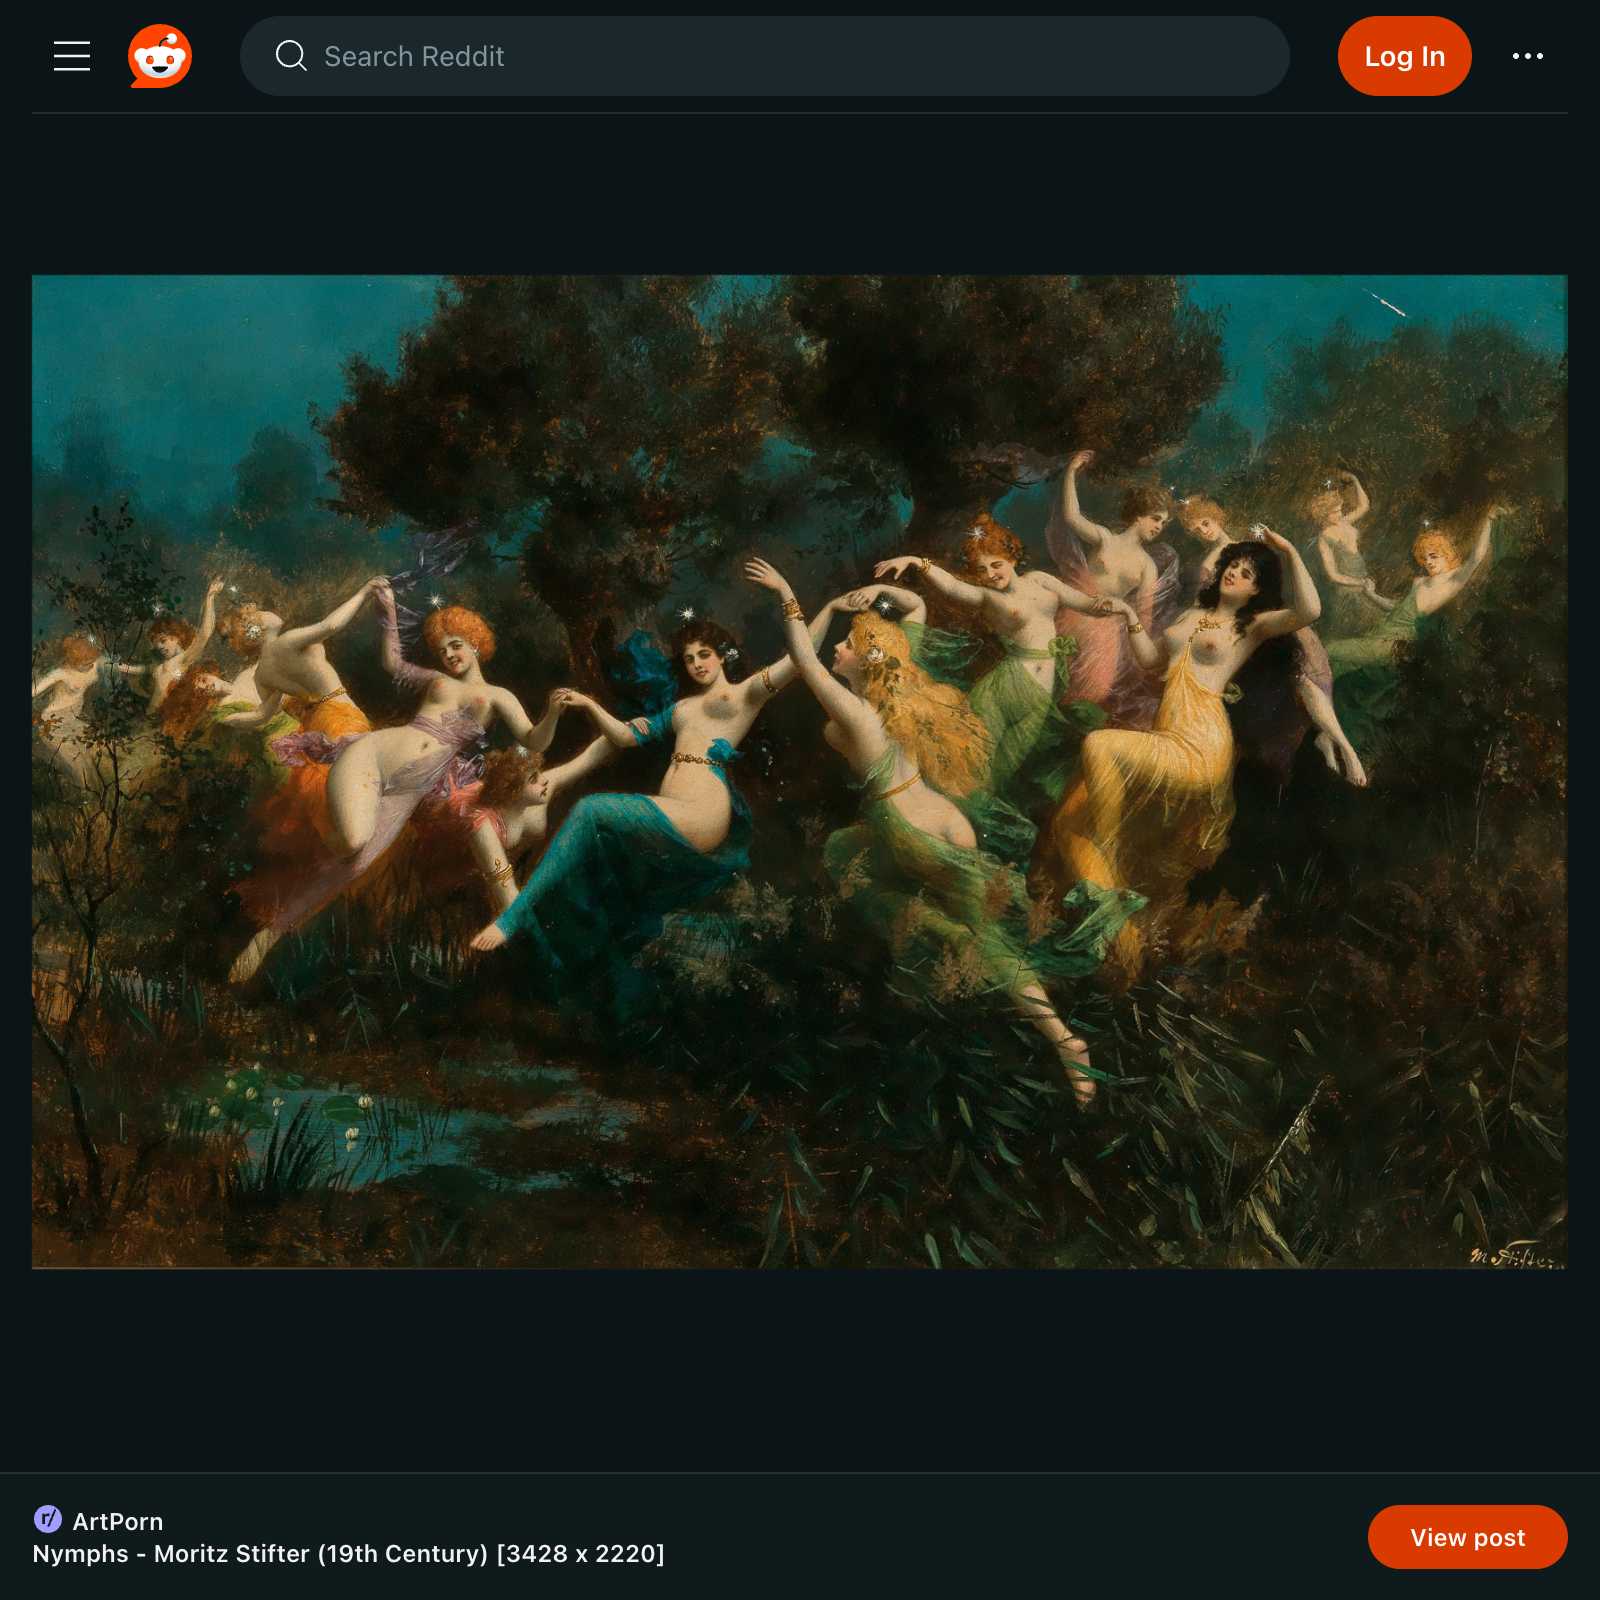 Search Reddit
Log In
M. Stifter
r/ ArtPorn
Nymphs - Moritz Stifter (19th Century) [3428 x 2220]
View post